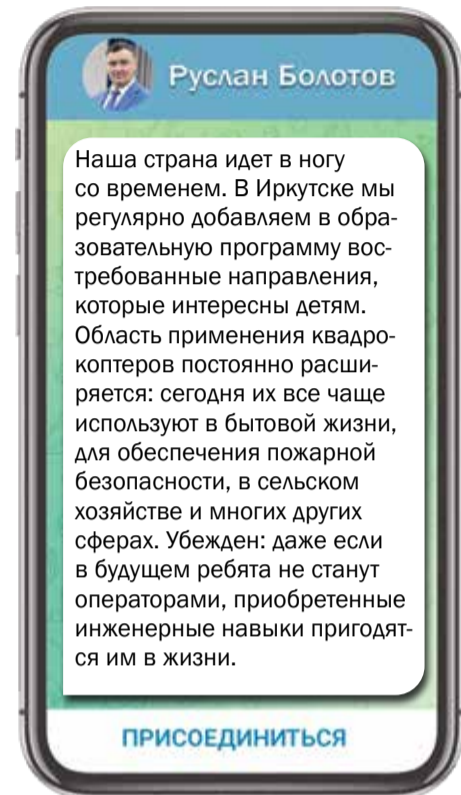 Руслан Болотов
Наша страна идет в ногу
со временем. В Иркутске мы
регулярно добавляем в обра-
зовательную программу вос-
требованные направления,
которые интересны детям.
Область применения квадро-
коптеров постоянно расши-
ряется: сегодня их все чаще
используют в бытовой жизни,
для обеспечения пожарной
безопасности, в сельском
хозяйстве и многих других
сферах. Убежден: даже если
в будущем ребята не станут
операторами, приобретенные
инженерные навыки пригодят-
ся им в жизни.
ПРИСОЕДИНИТЬСЯ